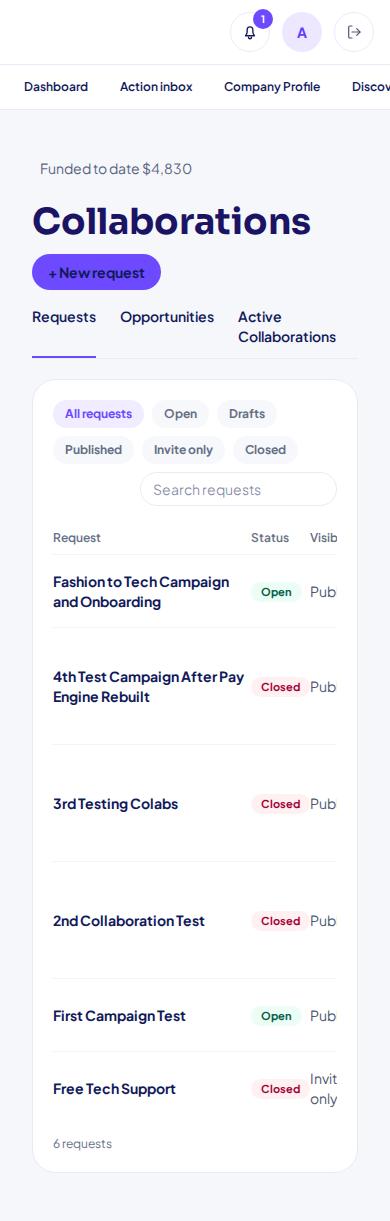 1
A
Dashboard Action inbox Company Profile Discov
Funded to date $4,830
Collaborations
+ New request
Requests Opportunities Active
Collaborations
All requests Open Drafts
Published Invite only Closed
Search requests
Request Status Visib
Fashion to Tech Campaign
and Onboarding
Open Pub
4th Test Campaign After Pay
Engine Rebuilt
Closed Pub
3rd Testing Colabs Closed Pub
2nd Collaboration Test Closed Pub
First Campaign Test Open Pub
Free Tech Support Closed Invit
only
6 requests